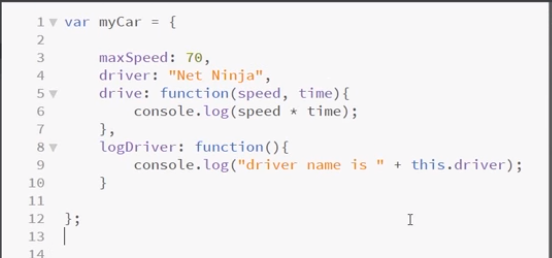 1 var myCar = {
2
3 maxSpeed: 70,
4 driver: "Net Ninja",
5 drive: function(speed, time){
6 console.log(speed * time);
7 },
8 logDriver: function(){
9 console.log("driver name is " + this.driver);
10 }
11
12 };
13
14